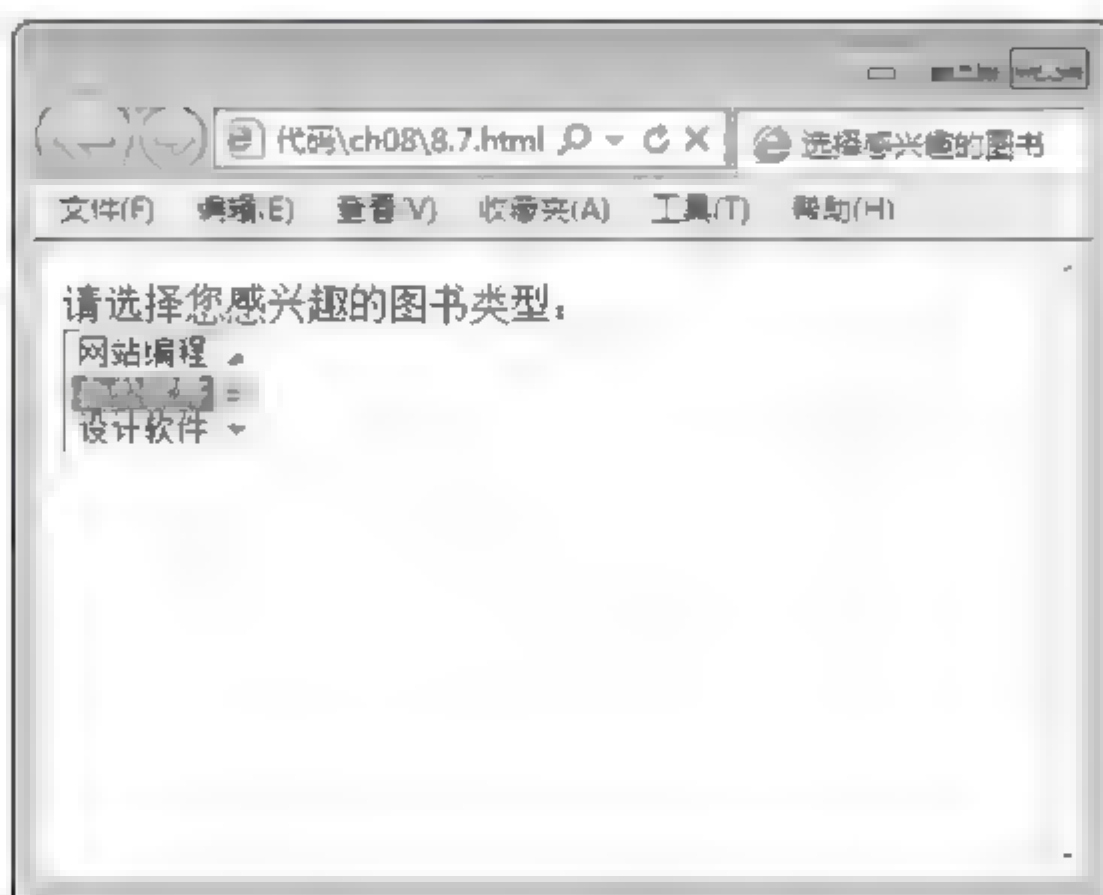 代码\ch08\8.7.html 选择感兴趣的图书
文件(F) 编辑(E) 查看(V) 收藏夹(A) 工具(T) 帮助(H)
请选择您感兴趣的图书类型：
网站编程
设计软件